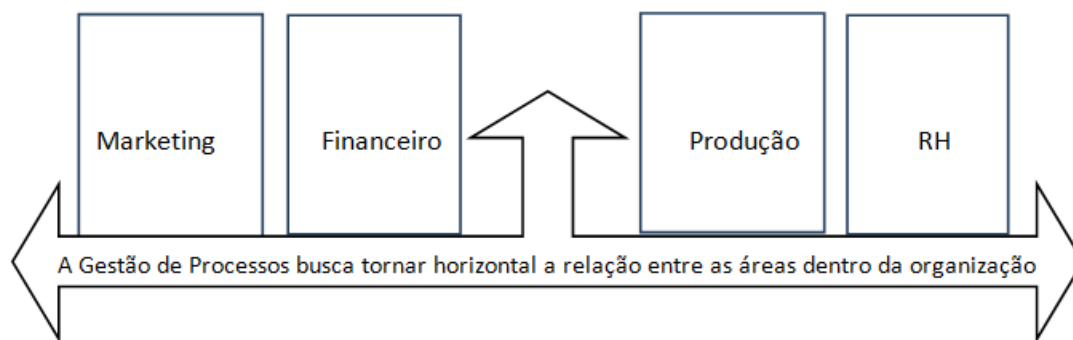 Marketing
Financeiro
Produção
RH
A Gestão de Processos busca tornar horizontal a relação entre as áreas dentro da organização